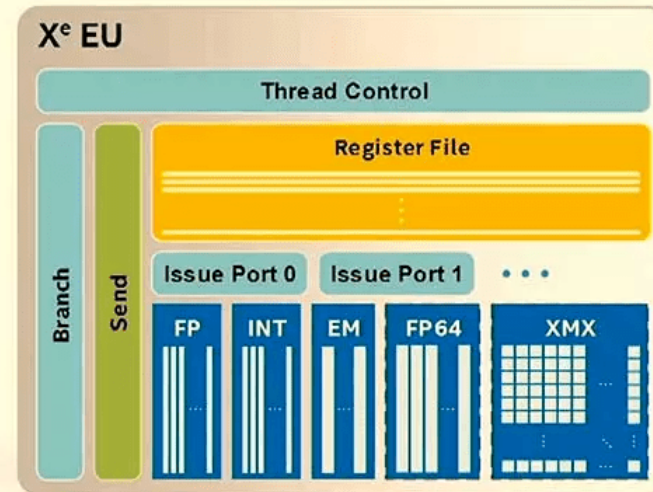 Xᵉ EU
Thread Control
Branch
Send
Register File
Issue Port 0
Issue Port 1
FP
INT
EM
FP64
XMX